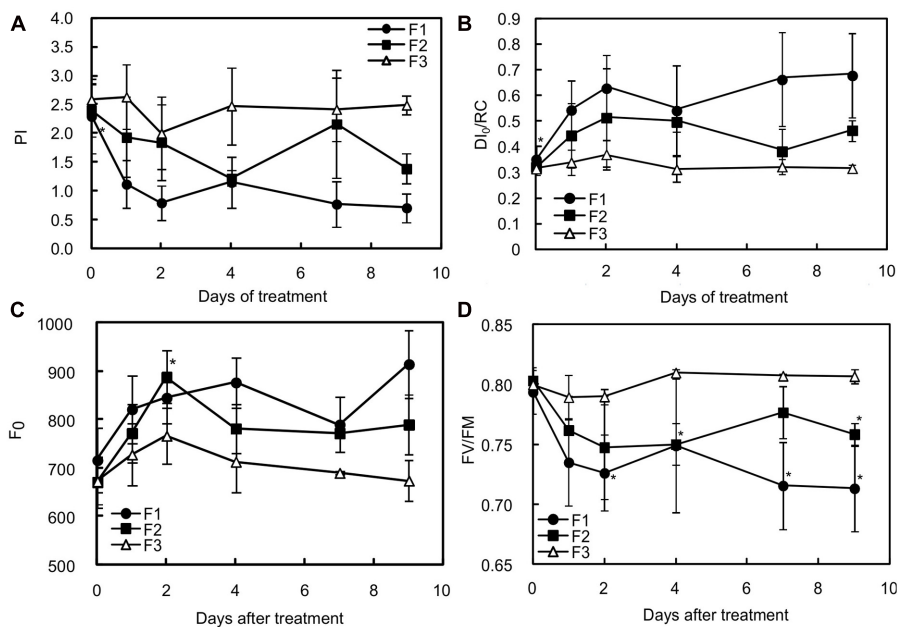 A
4.0
3.5
3.0
2.5
2.0
1.5
1.0
0.5
0.0
PI
F1
F2
F3
*
0 2 4 6 8 10
Days of treatment
B
0.9
0.8
0.7
0.6
0.5
0.4
0.3
0.2
0.1
0
DI0/RC
*
F1
F2
F3
0 2 4 6 8 10
Days of treatment
C
1000
900
800
700
600
500
F0
*
F1
F2
F3
0 2 4 6 8 10
Days after treatment
D
0.85
0.80
0.75
0.70
0.65
FV/FM
* * * * *
F1
F2
F3
0 2 4 6 8 10
Days after treatment